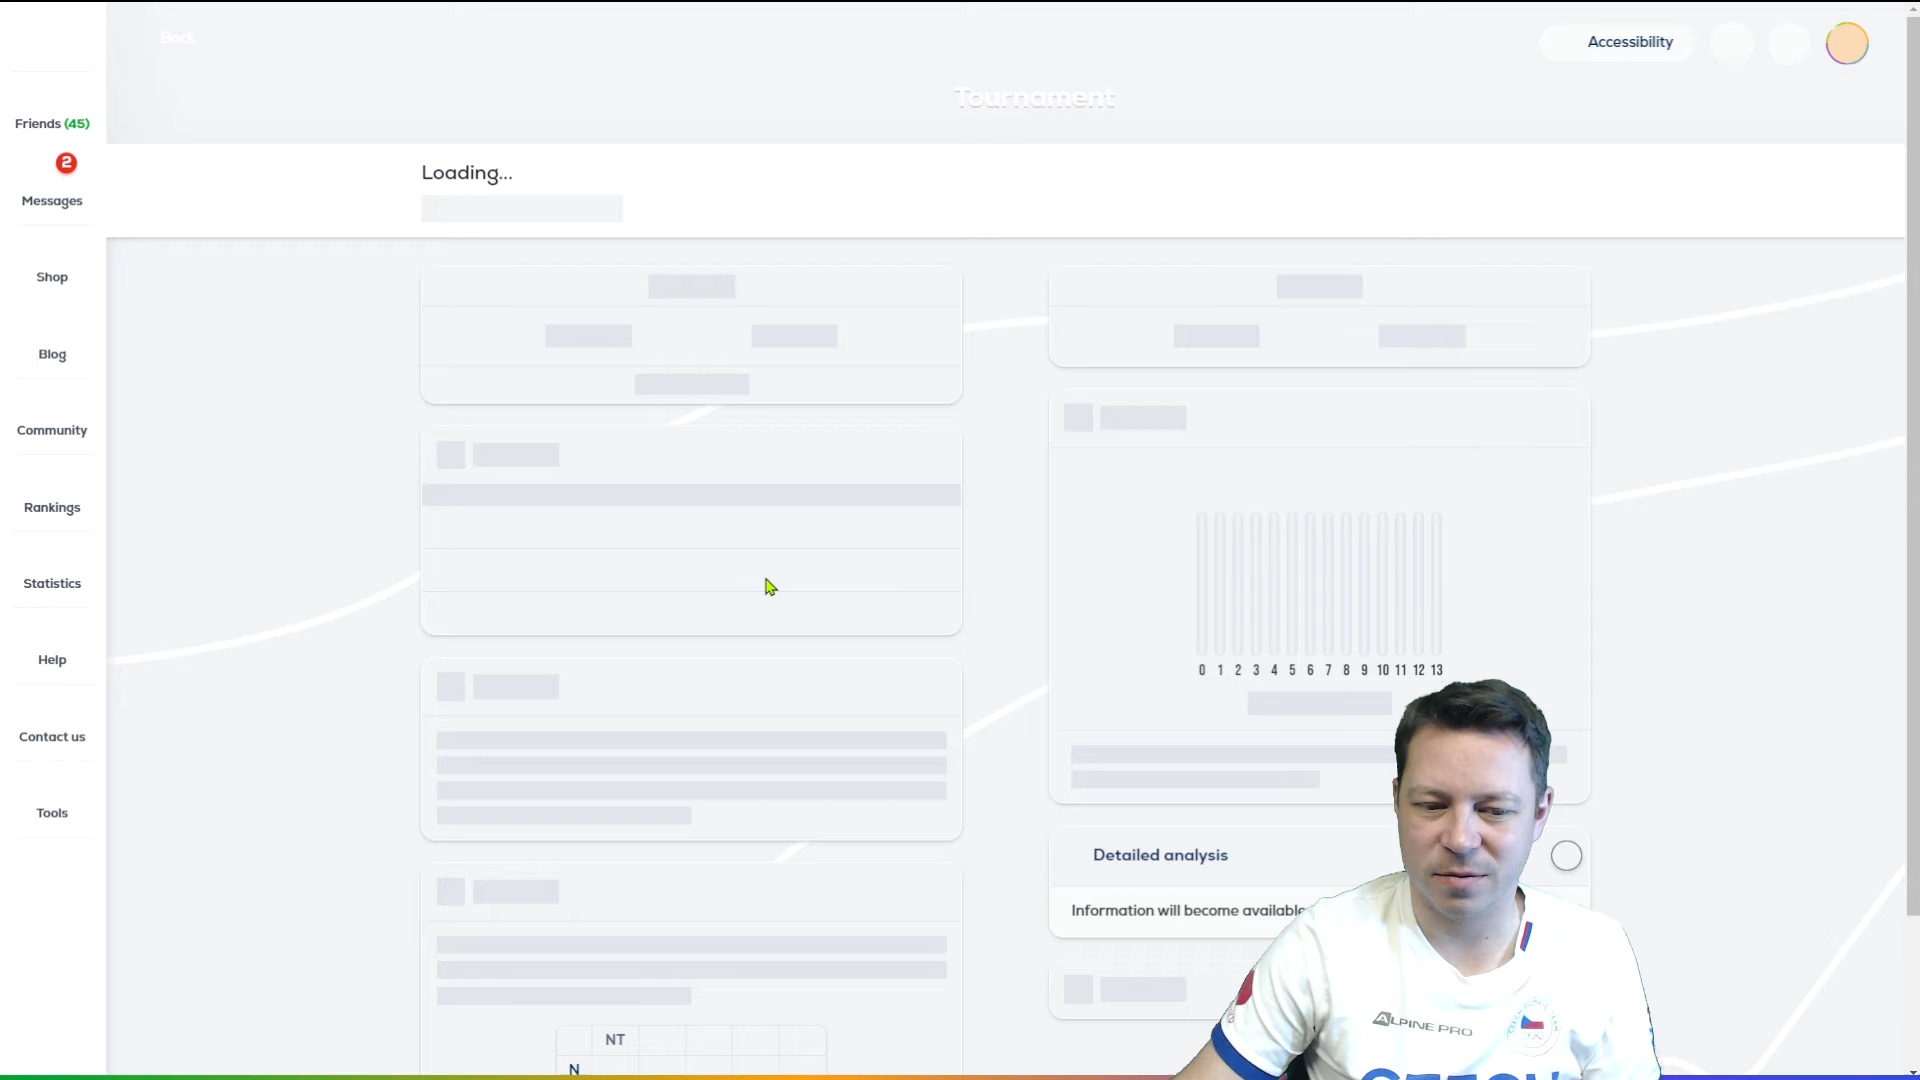 Back
Accessibility
Tournament
Friends (45)
2
Messages
Shop
Blog
Community
Rankings
Statistics
Help
Contact us
Tools
Loading...
0 1 2 3 4 5 6 7 8 9 10 11 12 13
Detailed analysis
Information will become available
NT
N
ALPINE PRO
CZECH